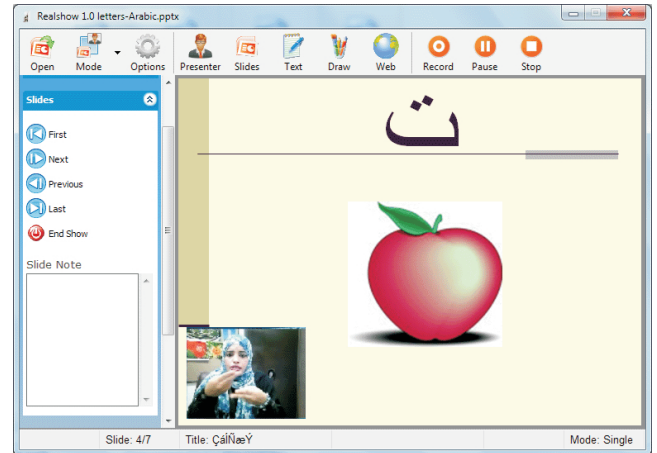 Realshow 1.0 letters-Arabic.pptx
Open Mode Options Presenter Slides Text Draw Web Record Pause Stop
Slides
First
Next
Previous
Last
End Show
Slide Note
ت
Slide: 4/7 Title: ÇáÍÑæÝ Mode: Single